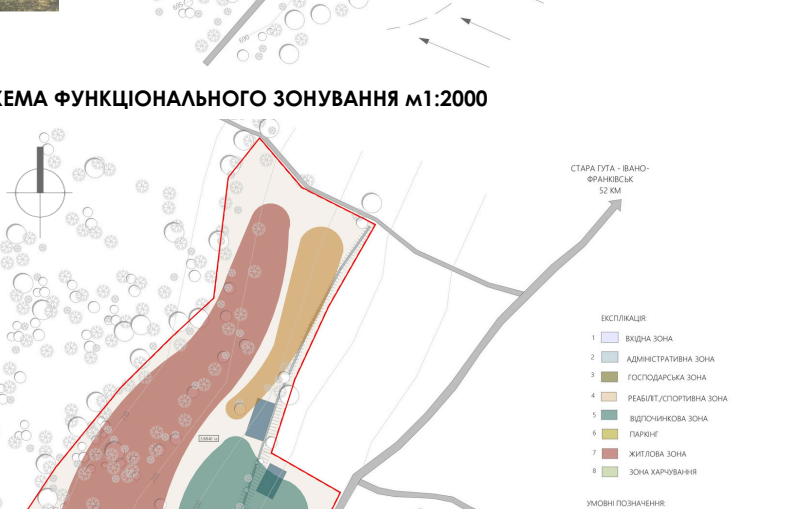 695
690
ХЕМА ФУНКЦІОНАЛЬНОГО ЗОНУВАННЯ м1:2000
СТАРА ГУТА - ІВАНО-
ФРАНКІВСЬК
52 КМ
ЕКСПЛІКАЦІЯ:
1 ВХІДНА ЗОНА
2 АДМІНІСТРАТИВНА ЗОНА
3 ГОСПОДАРСЬКА ЗОНА
4 РЕАБІЛІТ./СПОРТИВНА ЗОНА
5 ВІДПОЧИНКОВА ЗОНА
6 ПАРКІНГ
7 ЖИТЛОВА ЗОНА
8 ЗОНА ХАРЧУВАННЯ
УМОВНІ ПОЗНАЧЕННЯ: